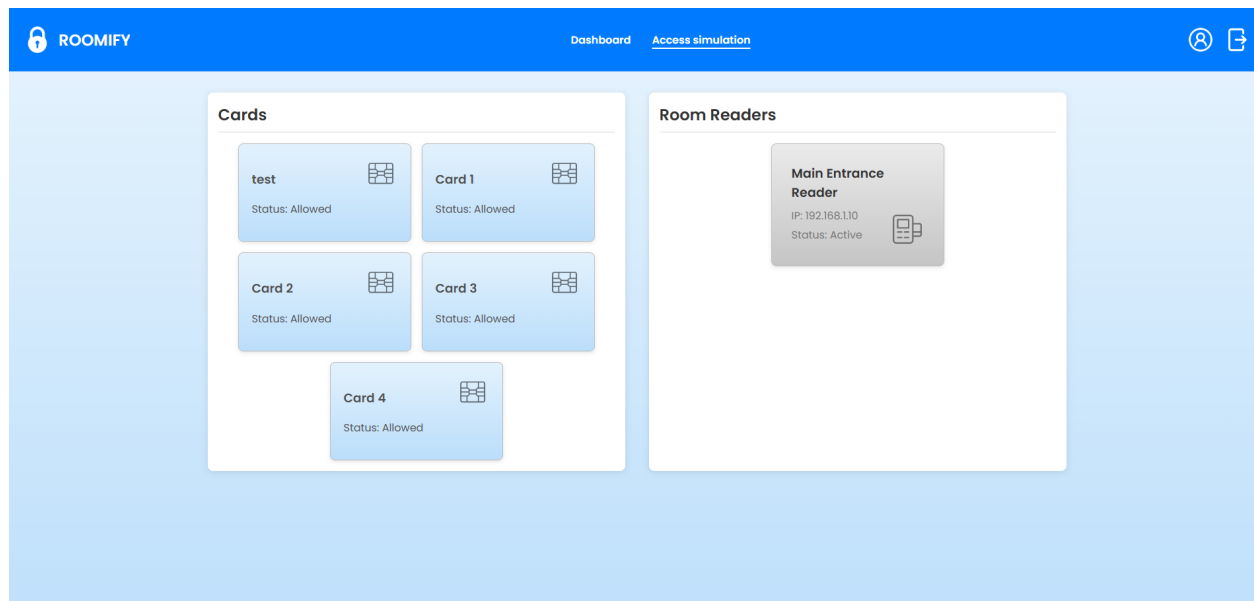 ROOMIFY
Dashboard
Access simulation
Cards
test
Status: Allowed
Card 1
Status: Allowed
Card 2
Status: Allowed
Card 3
Status: Allowed
Card 4
Status: Allowed
Room Readers
Main Entrance
Reader
IP: 192.168.1.10
Status: Active